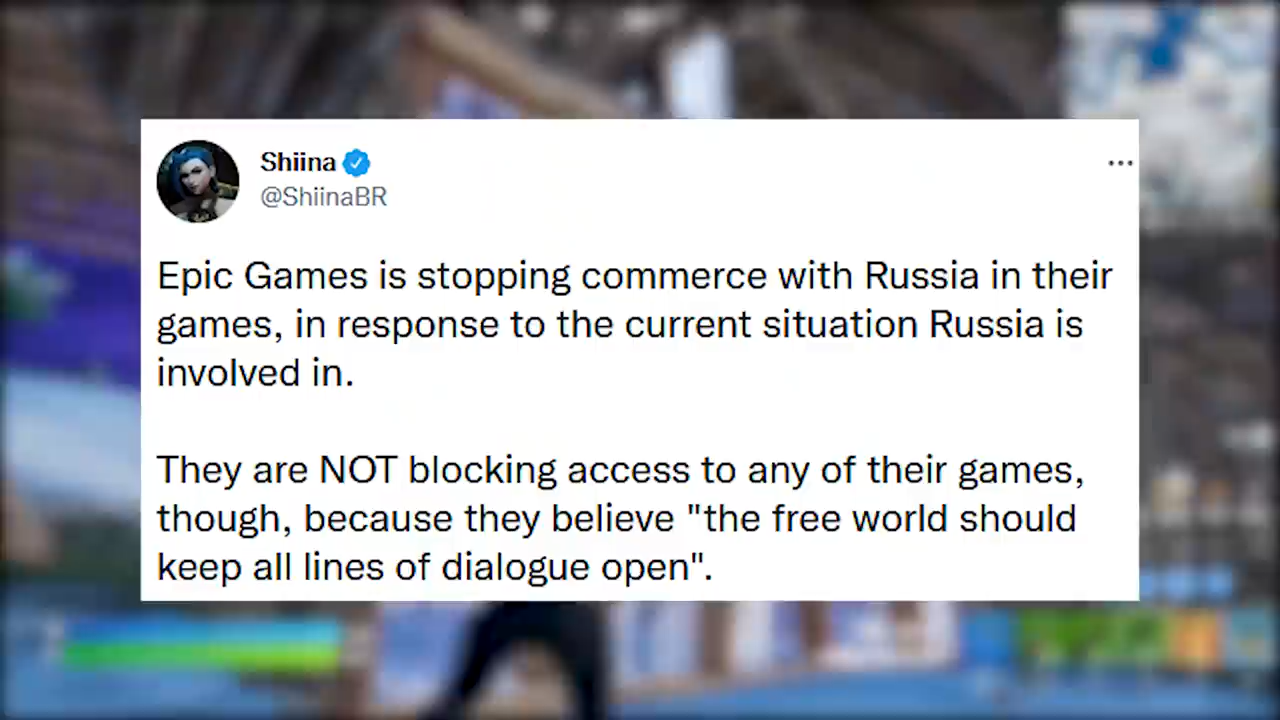 Shiina
@ShiinaBR
Epic Games is stopping commerce with Russia in their
games, in response to the current situation Russia is
involved in.
They are NOT blocking access to any of their games,
though, because they believe "the free world should
keep all lines of dialogue open".